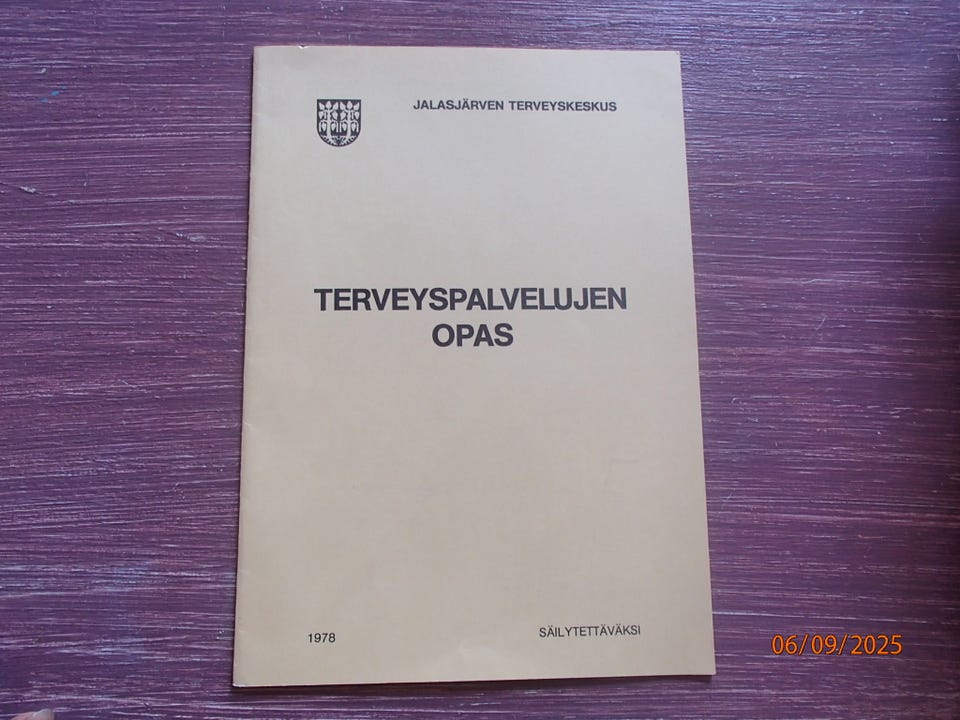 JALASJÄRVEN TERVEYSKESKUS
TERVEYSPALVELUJEN
OPAS
1978
SÄILYTETTÄVÄKSI
06/09/2025